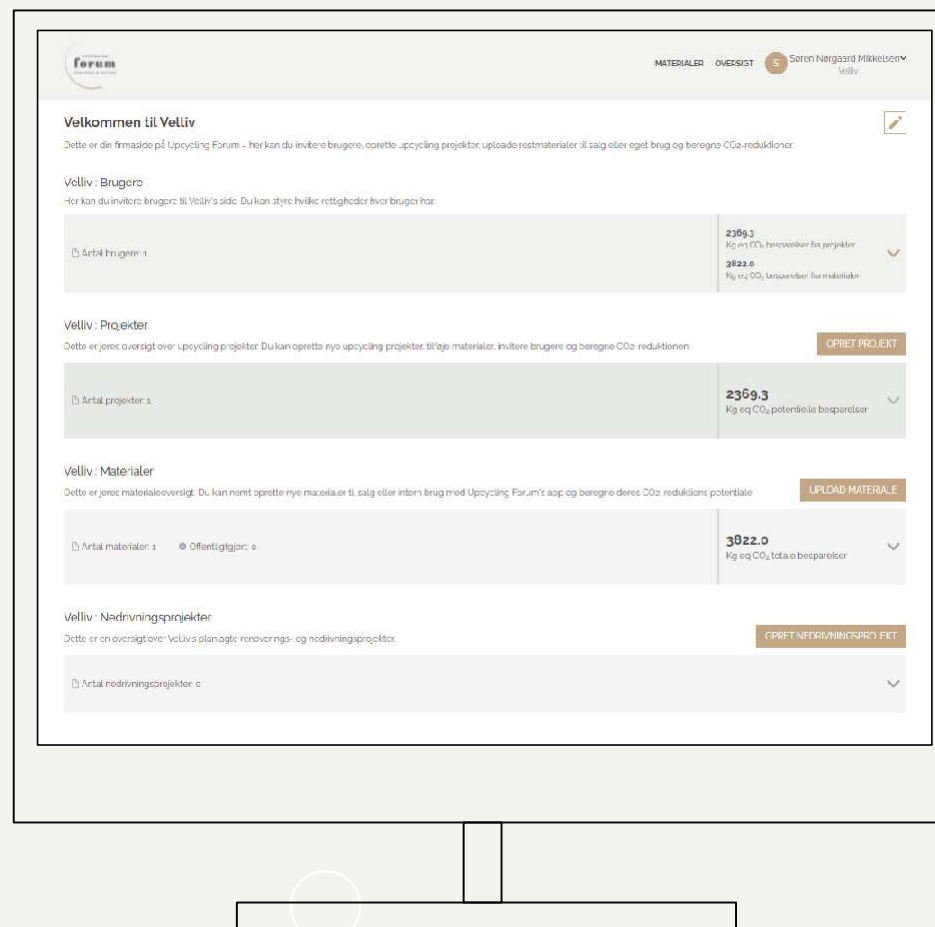 forum
MATERIALER OVERSIGT S Søren Nørgaard Mikkelsen
Velliv
Velkommen til Velliv
Dette er din firmaside på Upcycling Forum – her kan du invitere brugere, oprette upcycling projekter, uploade restmaterialer til salg eller eget brug og beregne CO2-reduktioner.
Velliv : Brugere
Her kan du invitere brugere til Velliv's side. Du kan styre hvilke rettigheder hver bruger har.
Antal brugere: 1
2369.3
Kg eq CO₂ besparelser fra projekter
3822.0
Kg eq CO₂ besparelser fra materialer
Velliv : Projekter
Dette er jeres oversigt over upcycling projekter. Du kan oprette nye upcycling projekter, tilføje materialer, invitere brugere og beregne CO2-reduktionen
OPRET PROJEKT
Antal projekter: 1
2369.3
Kg eq CO₂ potentielle besparelser
Velliv : Materialer
Dette er jeres materialeoversigt. Du kan nemt oprette nye materialer til salg eller intern brug med Upcycling Forum's app og beregne deres CO2-reduktions potentiale
UPLOAD MATERIALE
Antal materialer: 1 Offentligtgjort: 0
3822.0
Kg eq CO₂ totale besparelser
Velliv : Nedrivningsprojekter
Dette er en oversigt over Velliv's planlagte renoverings- og nedrivningsprojekter.
OPRET NEDRIVNINGSPROJEKT
Antal nedrivningsprojekter: 0